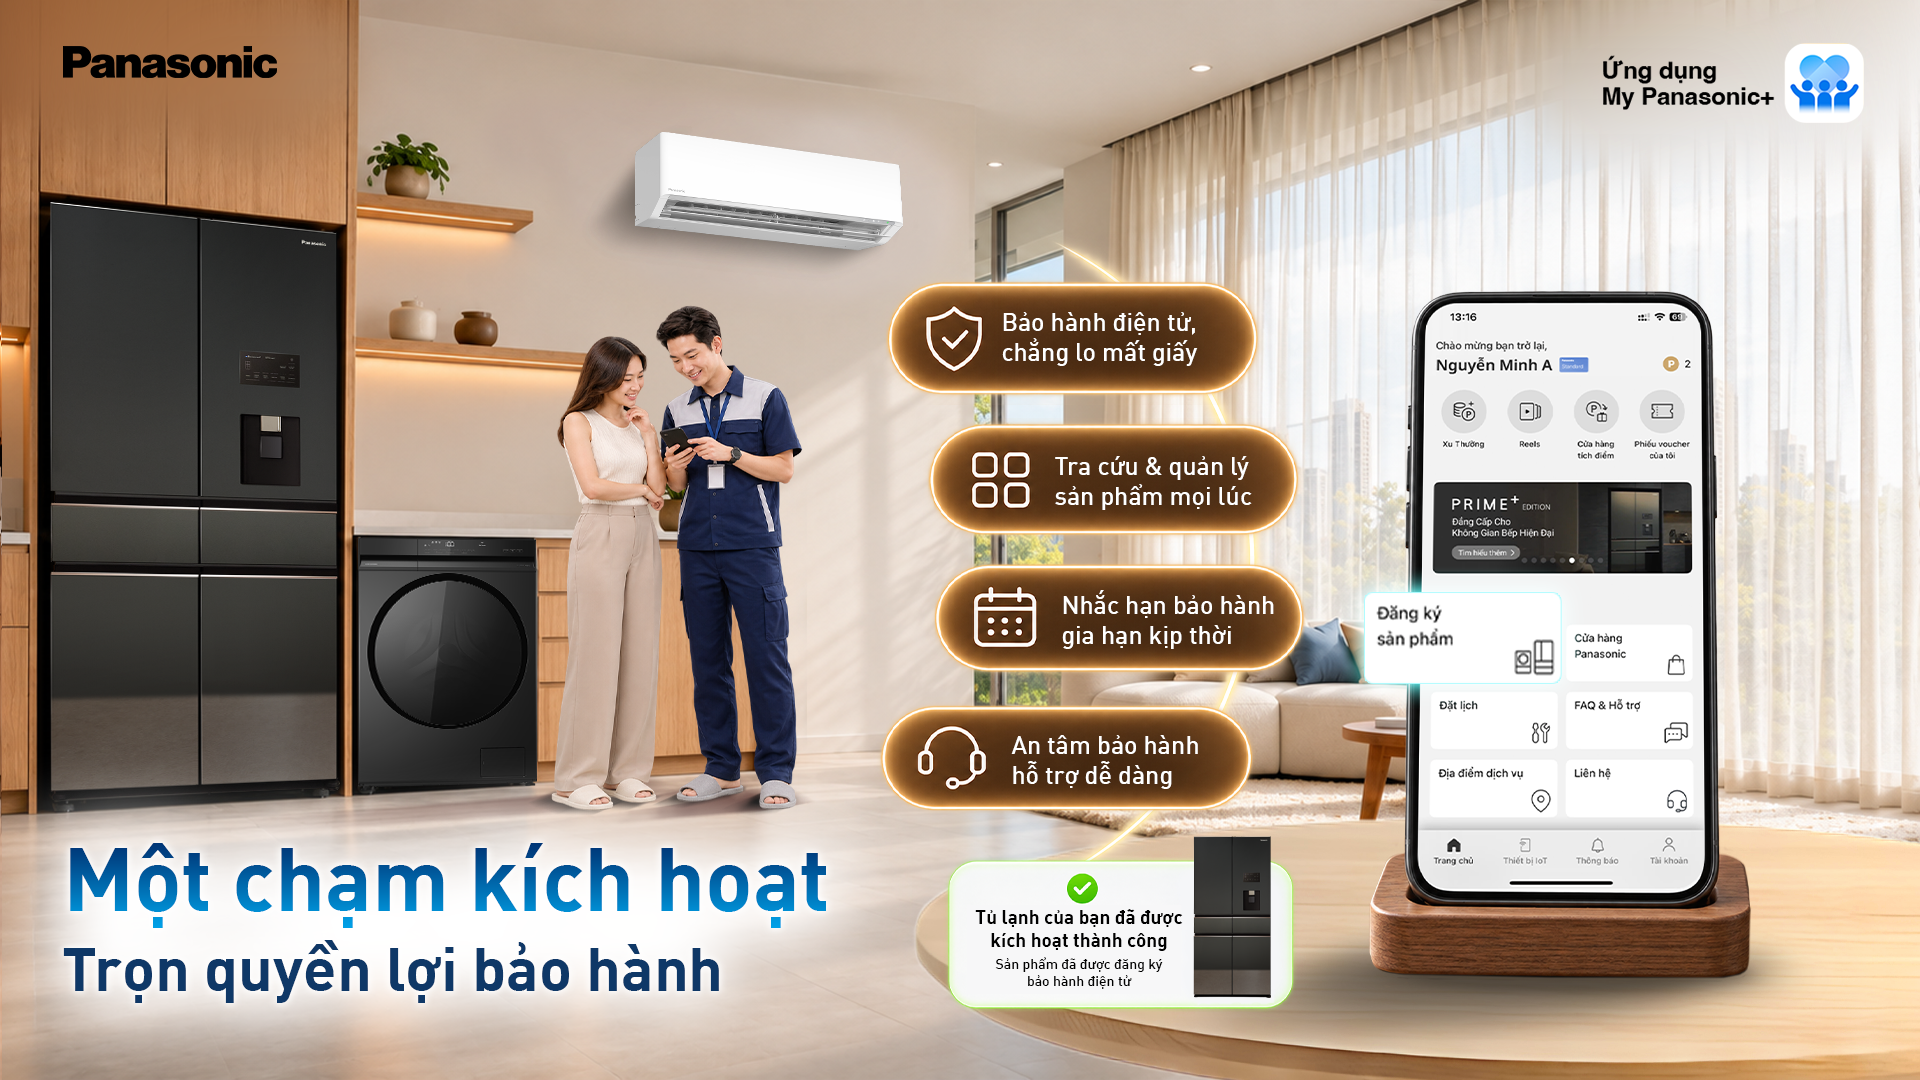 Panasonic
Ứng dụng
My Panasonic+
Panasonic
Bảo hành điện tử,
chẳng lo mất giấy
Tra cứu & quản lý
sản phẩm mọi lúc
Nhắc hạn bảo hành
gia hạn kịp thời
An tâm bảo hành
hỗ trợ dễ dàng
13:16
Chào mừng bạn trở lại,
Nguyễn Minh A
P 2
Xu Thưởng
Reels
Cửa hàng
tích điểm
Phiếu voucher
của tôi
PRIME+ EDITION
Đẳng Cấp Cho
Không Gian Bếp Hiện Đại
Tìm hiểu thêm
Đăng ký
sản phẩm
Cửa hàng
Panasonic
Đặt lịch
FAQ & Hỗ trợ
Địa điểm dịch vụ
Liên hệ
Trang chủ
Thiết bị IoT
Thông báo
Tài khoản
Một chạm kích hoạt
Trọn quyền lợi bảo hành
Tủ lạnh của bạn đã được
kích hoạt thành công
Sản phẩm đã được đăng ký
bảo hành điện tử